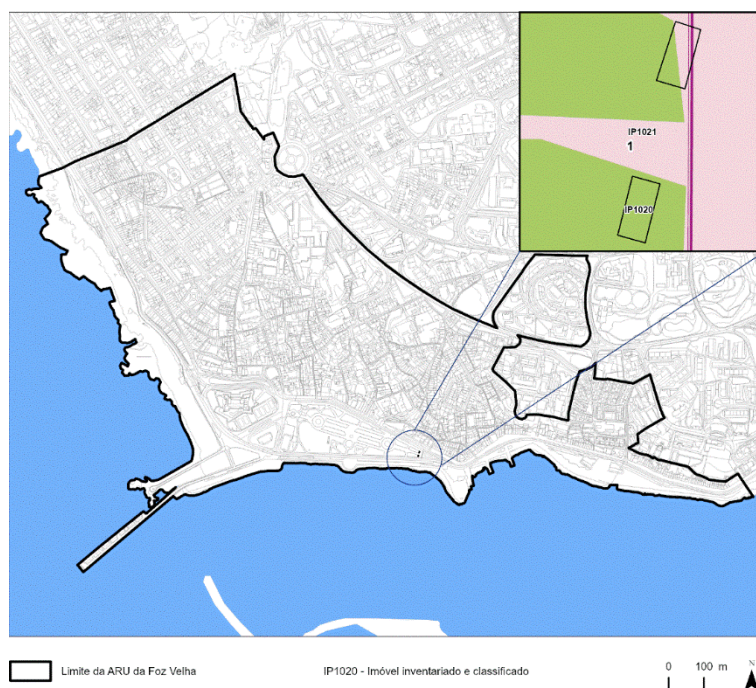 IP1021
1
IP1020
Limite da ARU da Foz Velha
IP1020 - Imóvel inventariado e classificado
0 100 m
N